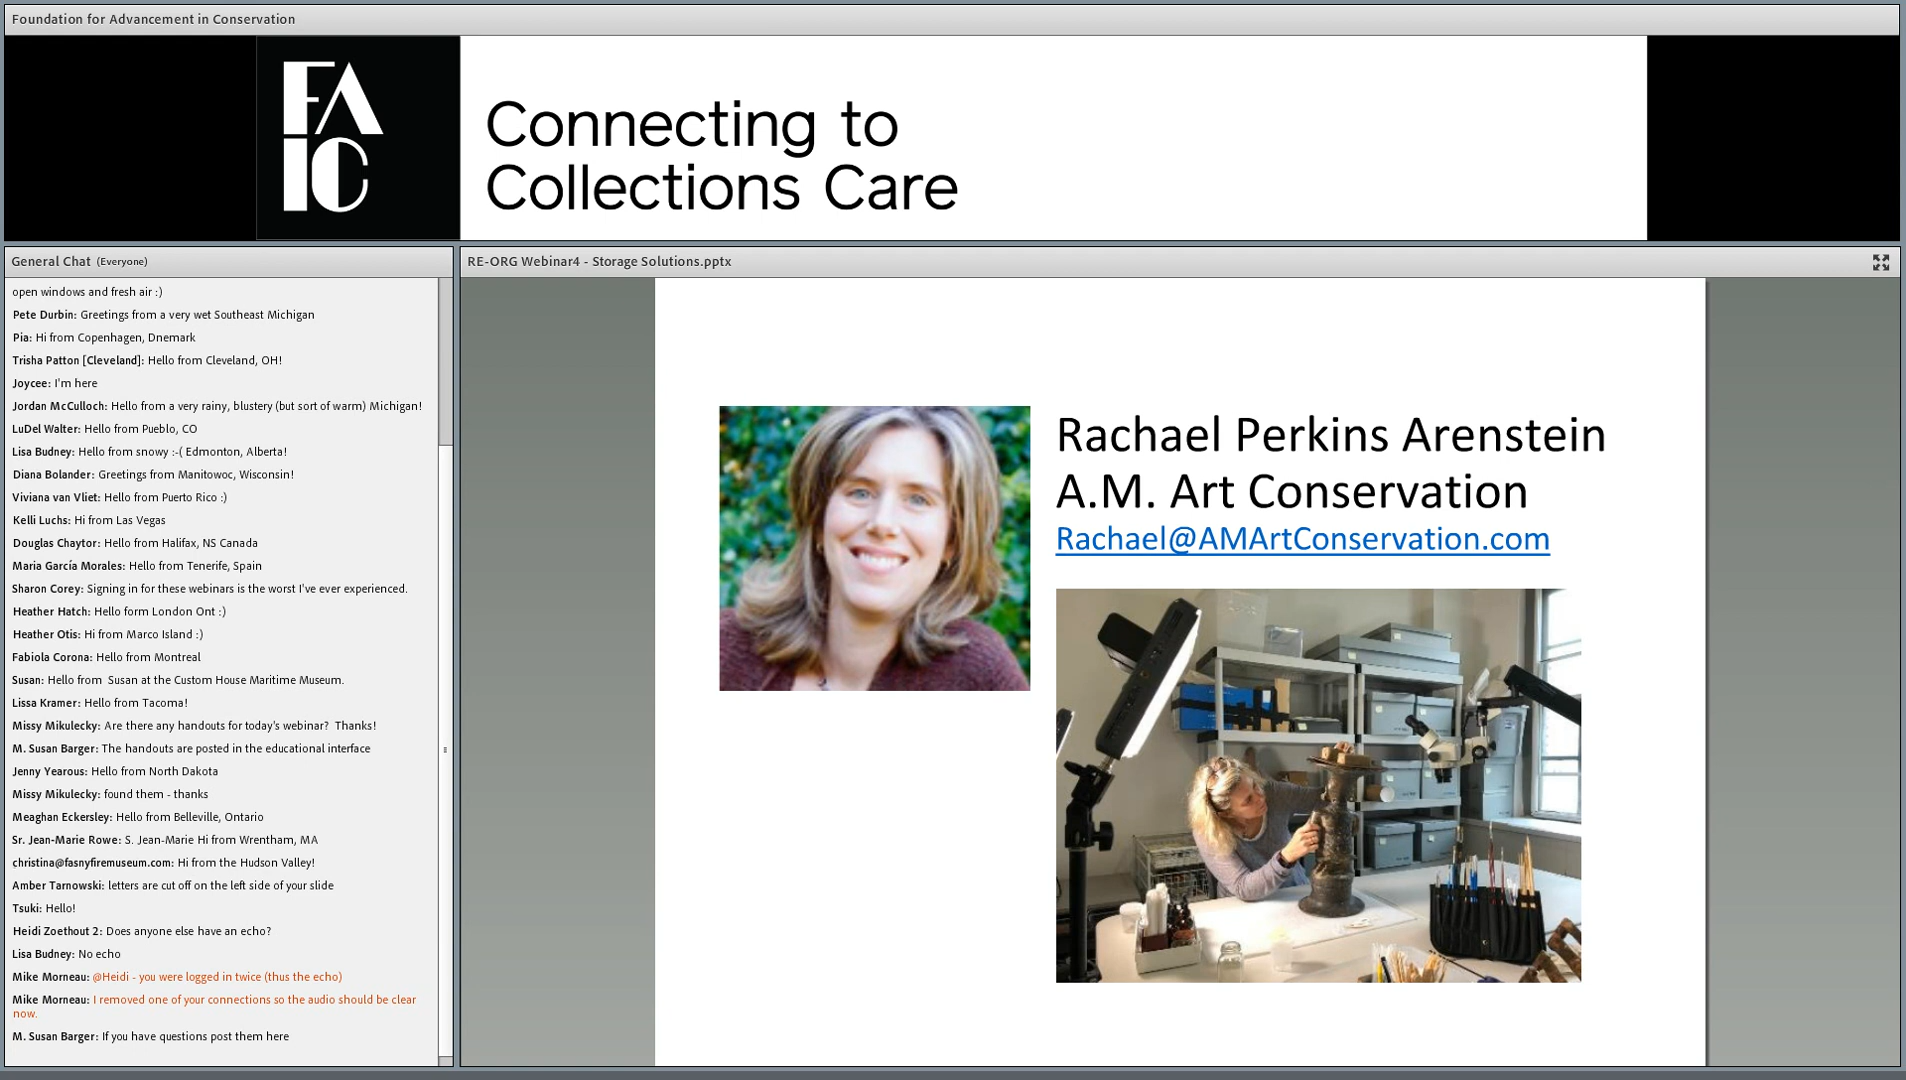 Foundation for Advancement in Conservation
FA
IC
Connecting to
Collections Care
General Chat (Everyone)
open windows and fresh air :)
Pete Durbin: Greetings from a very wet Southeast Michigan
Pia: Hi from Copenhagen, Dnemark
Trisha Patton [Cleveland]: Hello from Cleveland, OH!
Joycee: I'm here
Jordan McCulloch: Hello from a very rainy, blustery (but sort of warm) Michigan!
LuDel Walter: Hello from Pueblo, CO
Lisa Budney: Hello from snowy :-( Edmonton, Alberta!
Diana Bolander: Greetings from Manitowoc, Wisconsin!
Viviana van Vliet: Hello from Puerto Rico :)
Kelli Luchs: Hi from Las Vegas
Douglas Chaytor: Hello from Halifax, NS Canada
Maria García Morales: Hello from Tenerife, Spain
Sharon Corey: Signing in for these webinars is the worst I've ever experienced.
Heather Hatch: Hello form London Ont :)
Heather Otis: Hi from Marco Island :)
Fabiola Corona: Hello from Montreal
Susan: Hello from  Susan at the Custom House Maritime Museum.
Lissa Kramer: Hello from Tacoma!
Missy Mikulecky: Are there any handouts for today's webinar?  Thanks!
M. Susan Barger: The handouts are posted in the educational interface
Jenny Yearous: Hello from North Dakota
Missy Mikulecky: found them - thanks
Meaghan Eckersley: Hello from Belleville, Ontario
Sr. Jean-Marie Rowe: S. Jean-Marie Hi from Wrentham, MA
christina@fasnyfiremuseum.com: Hi from the Hudson Valley!
Amber Tarnowski: letters are cut off on the left side of your slide
Tsuki: Hello!
Heidi Zoethout 2: Does anyone else have an echo?
Lisa Budney: No echo
Mike Morneau: @Heidi - you were logged in twice (thus the echo)
Mike Morneau: I removed one of your connections so the audio should be clear
now.
M. Susan Barger: If you have questions post them here
RE-ORG Webinar4 - Storage Solutions.pptx
Rachael Perkins Arenstein
A.M. Art Conservation
Rachael@AMArtConservation.com